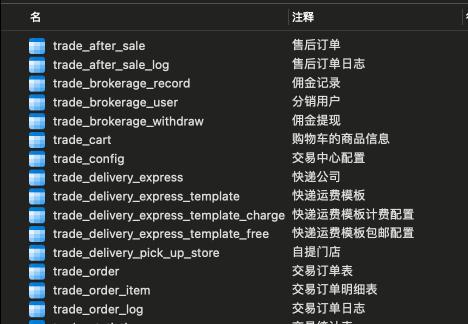 名 注释
trade_after_sale 售后订单
trade_after_sale_log 售后订单日志
trade_brokerage_record 佣金记录
trade_brokerage_user 分销用户
trade_brokerage_withdraw 佣金提现
trade_cart 购物车的商品信息
trade_config 交易中心配置
trade_delivery_express 快递公司
trade_delivery_express_template 快递运费模板
trade_delivery_express_template_charge 快递运费模板计费配置
trade_delivery_express_template_free 快递运费模板包邮配置
trade_delivery_pick_up_store 自提门店
trade_order 交易订单表
trade_order_item 交易订单明细表
trade_order_log 交易订单日志